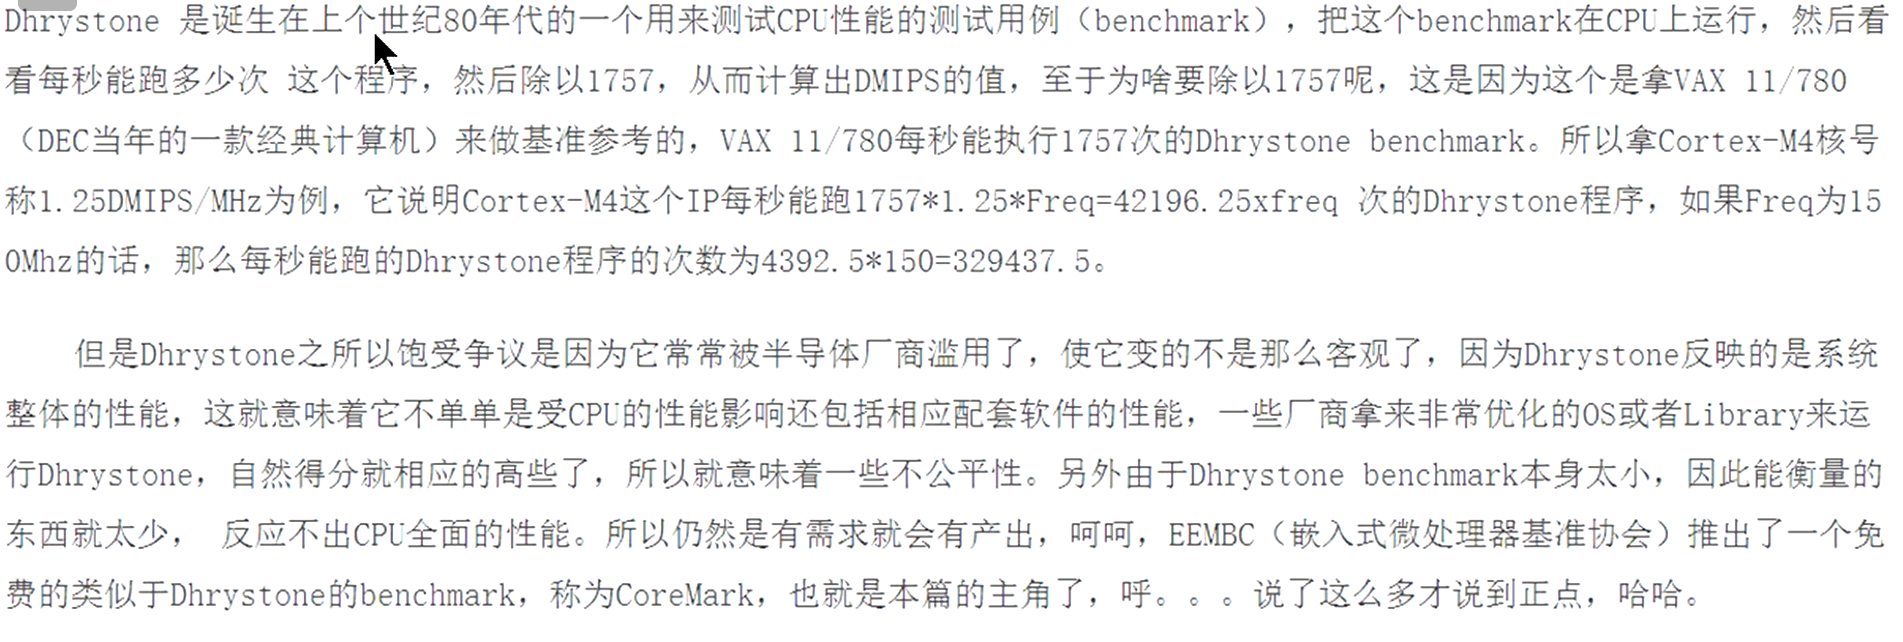 Dhrystone 是诞生在上个世纪80年代的一个用来测试CPU性能的测试用例（benchmark），把这个benchmark在CPU上运行，然后看
看每秒能跑多少次 这个程序，然后除以1757，从而计算出DMIPS的值，至于为啥要除以1757呢，这是因为这个是拿VAX 11/780
（DEC当年的一款经典计算机）来做基准参考的，VAX 11/780每秒能执行1757次的Dhrystone benchmark。所以拿Cortex-M4核号
称1.25DMIPS/MHz为例，它说明Cortex-M4这个IP每秒能跑1757*1.25*Freq=42196.25xfreq 次的Dhrystone程序，如果Freq为15
0Mhz的话，那么每秒能跑的Dhrystone程序的次数为4392.5*150=329437.5。
但是Dhrystone之所以饱受争议是因为它常常被半导体厂商滥用了，使它变的不是那么客观了，因为Dhrystone反映的是系统
整体的性能，这就意味着它不单单是受CPU的性能影响还包括相应配套软件的性能，一些厂商拿来非常优化的OS或者Library来运
行Dhrystone，自然得分就相应的高些了，所以就意味着一些不公平性。另外由于Dhrystone benchmark本身太小，因此能衡量的
东西就太少， 反应不出CPU全面的性能。所以仍然是有需求就会有产出，呵呵，EEMBC（嵌入式微处理器基准协会）推出了一个免
费的类似于Dhrystone的benchmark，称为CoreMark，也就是本篇的主角了，呼。。。说了这么多才说到正点，哈哈。